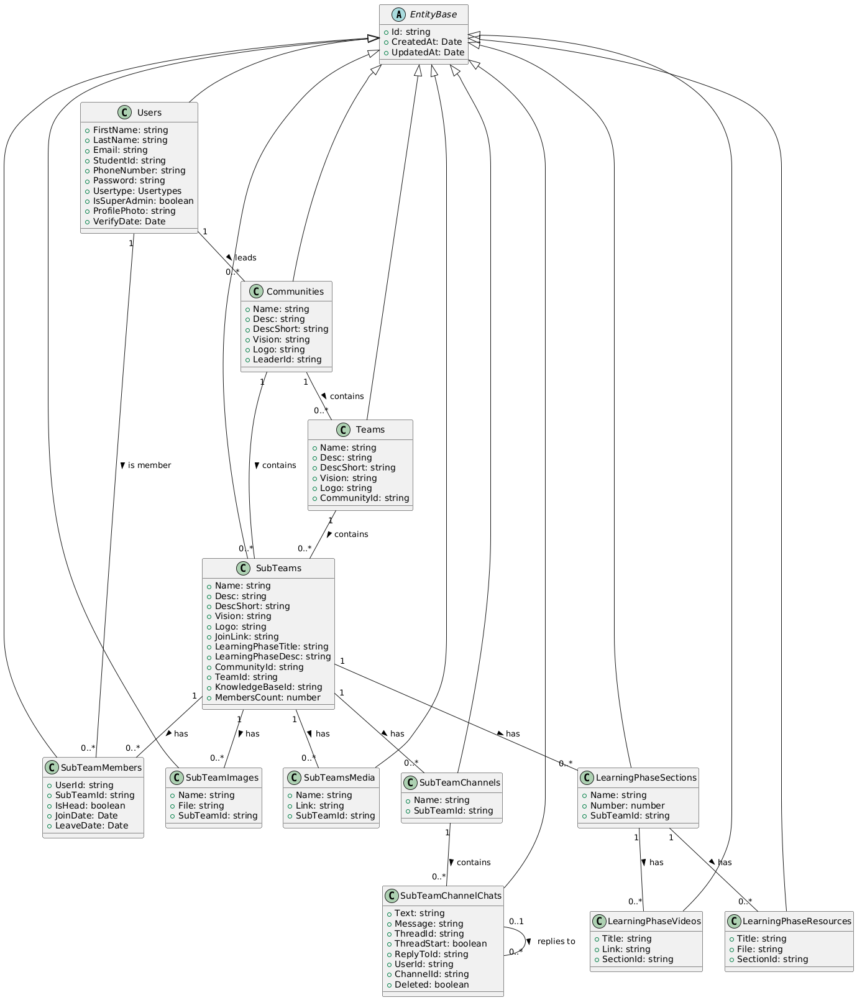 A EntityBase
Id: string
CreatedAt: Date
UpdatedAt: Date
C Users
FirstName: string
LastName: string
Email: string
StudentId: string
PhoneNumber: string
Password: string
Usertype: Usertypes
IsSuperAdmin: boolean
ProfilePhoto: string
VerifyDate: Date
1
1
leads
0..*
C Communities
Name: string
Desc: string
DescShort: string
Vision: string
Logo: string
LeaderId: string
1
1
contains
0..*
C Teams
Name: string
Desc: string
DescShort: string
Vision: string
Logo: string
CommunityId: string
is member
contains
1
contains
0..*
0..*
C SubTeams
Name: string
Desc: string
DescShort: string
Vision: string
Logo: string
JoinLink: string
LearningPhaseTitle: string
LearningPhaseDesc: string
CommunityId: string
TeamId: string
KnowledgeBaseId: string
MembersCount: number
1
1
1
1
1
has
has
has
has
has
0..*
0..*
0..*
0..*
0..*
0..*
C SubTeamMembers
UserId: string
SubTeamId: string
IsHead: boolean
JoinDate: Date
LeaveDate: Date
C SubTeamImages
Name: string
File: string
SubTeamId: string
C SubTeamsMedia
Name: string
Link: string
SubTeamId: string
C SubTeamChannels
Name: string
SubTeamId: string
C LearningPhaseSections
Name: string
Number: number
SubTeamId: string
1
1
1
contains
has
has
0..*
0..*
0..*
C SubTeamChannelChats
Text: string
Message: string
ThreadId: string
ThreadStart: boolean
ReplyToId: string
UserId: string
ChannelId: string
Deleted: boolean
0..1
replies to
0..*
C LearningPhaseVideos
Title: string
Link: string
SectionId: string
C LearningPhaseResources
Title: string
File: string
SectionId: string